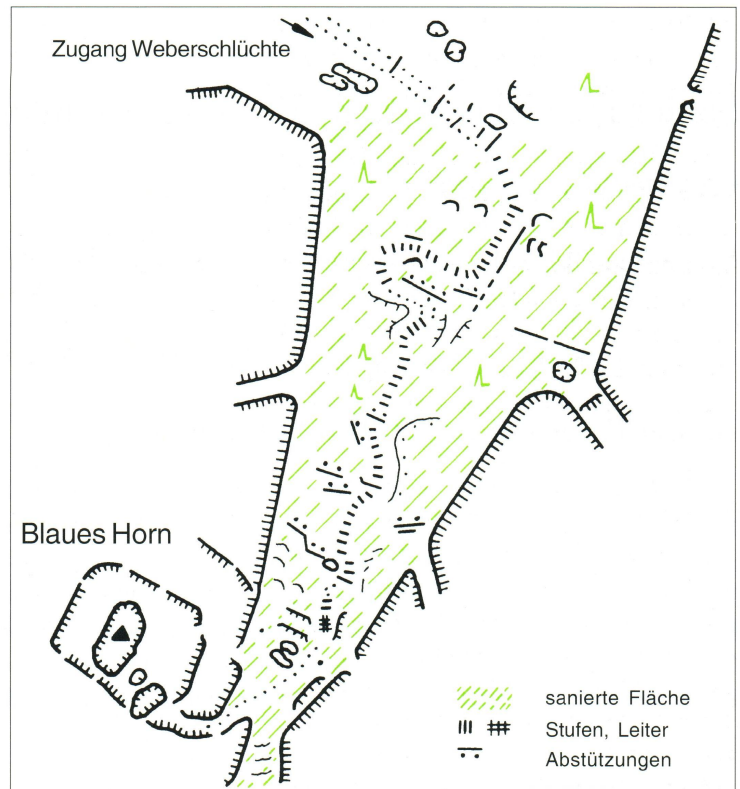 Zugang Weberschlüchte
Blaues Horn
sanierte Fläche
Stufen, Leiter
Abstützungen